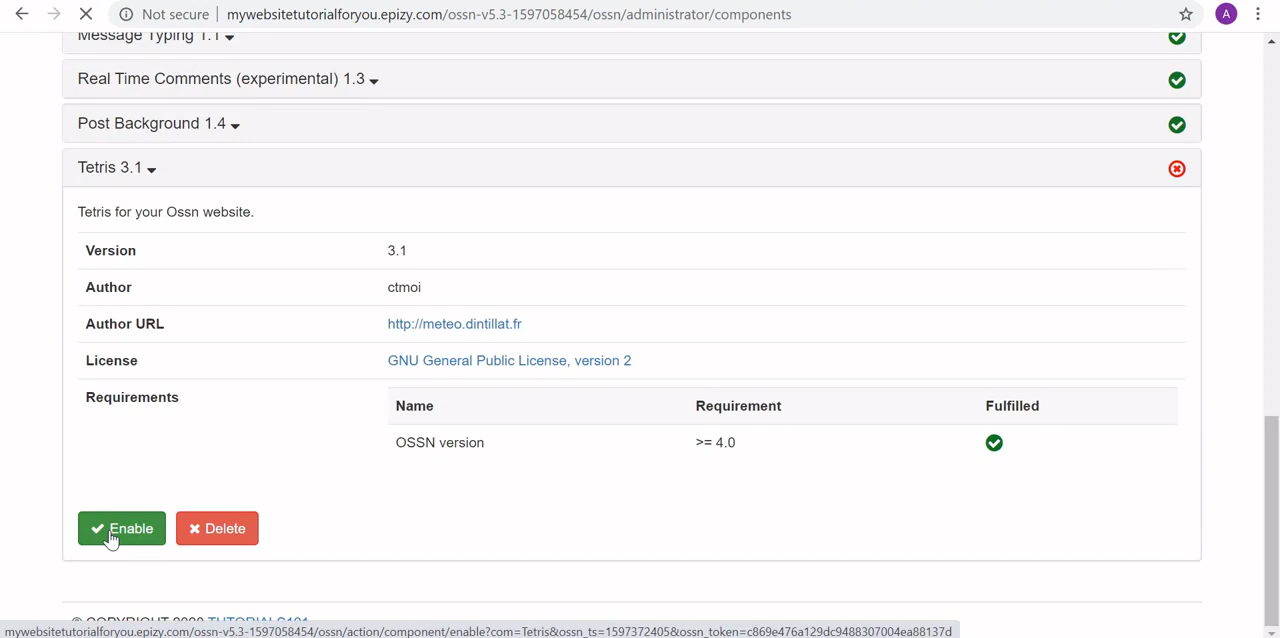 Not secure | mywebsitetutorialforyou.epizy.com/ossn-v5.3-1597058454/ossn/administrator/components
A
Message Typing 1.1
Real Time Comments (experimental) 1.3
Post Background 1.4
Tetris 3.1
Tetris for your Ossn website.
Version 3.1
Author ctmoi
Author URL http://meteo.dintillat.fr
License GNU General Public License, version 2
Requirements
Name Requirement Fulfilled
OSSN version >= 4.0
Enable Delete
© COPYRIGHT 2020 TUTORIALS101
mywebsitetutorialforyou.epizy.com/ossn-v5.3-1597058454/ossn/action/component/enable?com=Tetris&ossn_ts=1597372405&ossn_token=c869e476a129dc9488307004ea88137d